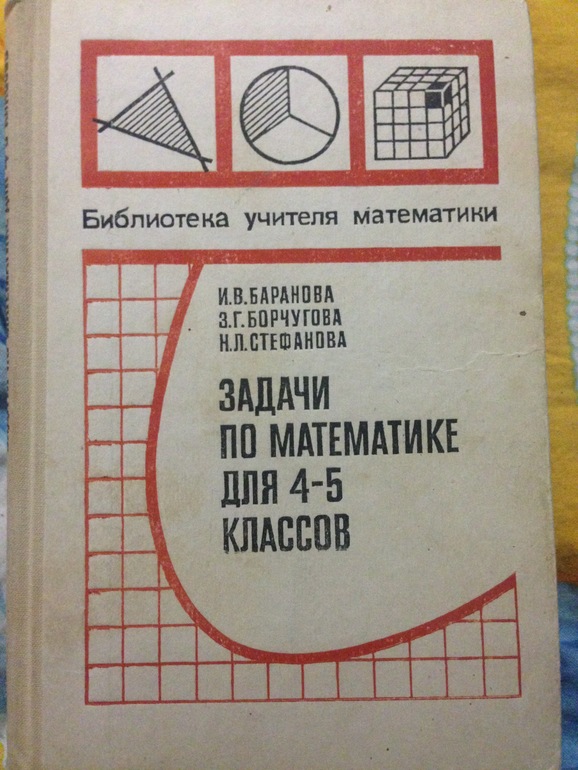 Библиотека учителя математики
И.В.БАРАНОВА
З.Г.БОРЧУГОВА
Н.Л.СТЕФАНОВА
ЗАДАЧИ
ПО МАТЕМАТИКЕ
ДЛЯ 4-5
КЛАССОВ